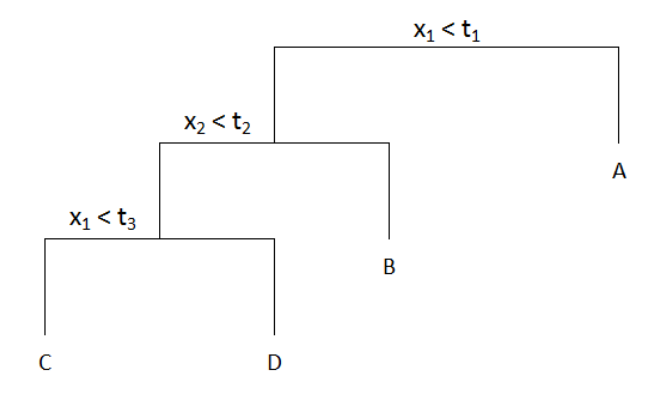 x₁ < t₁
x₂ < t₂
A
x₁ < t₃
B
C
D